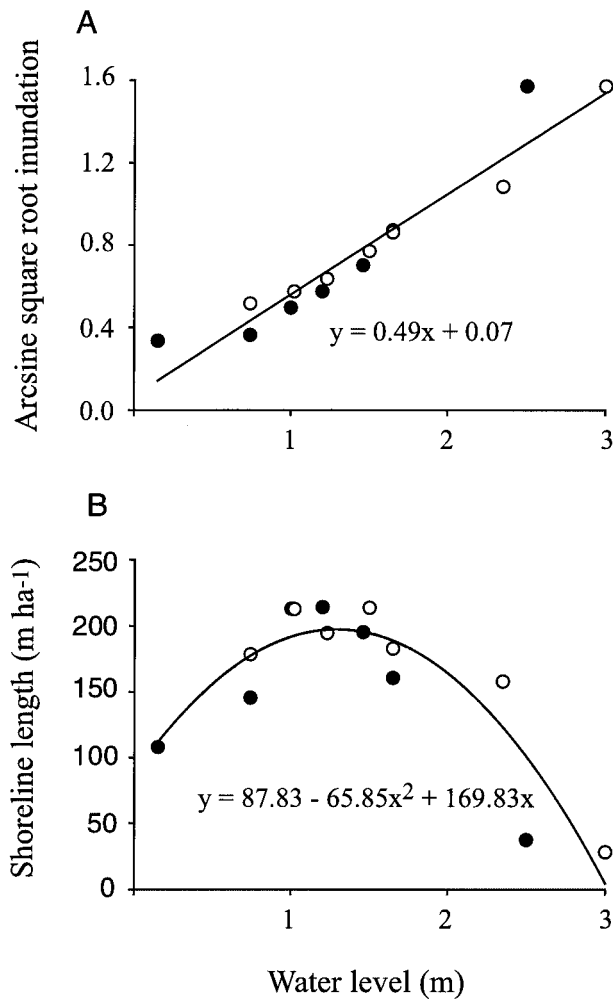 A
Arcsine square root inundation
1.6
1.2
0.8
0.4
0.0
y = 0.49x + 0.07
1
2
3
B
Shoreline length (m ha-1)
250
200
150
100
50
0
y = 87.83 - 65.85x2 + 169.83x
1
2
3
Water level (m)